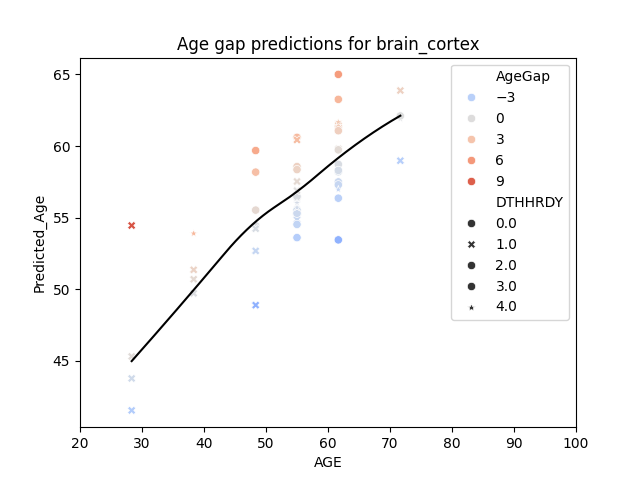 Age gap predictions for brain_cortex
Predicted_Age
65
60
55
50
45
20 30 40 50 60 70 80 90 100
AGE
AgeGap
−3
0
3
6
9
DTHHRDY
0.0
1.0
2.0
3.0
4.0